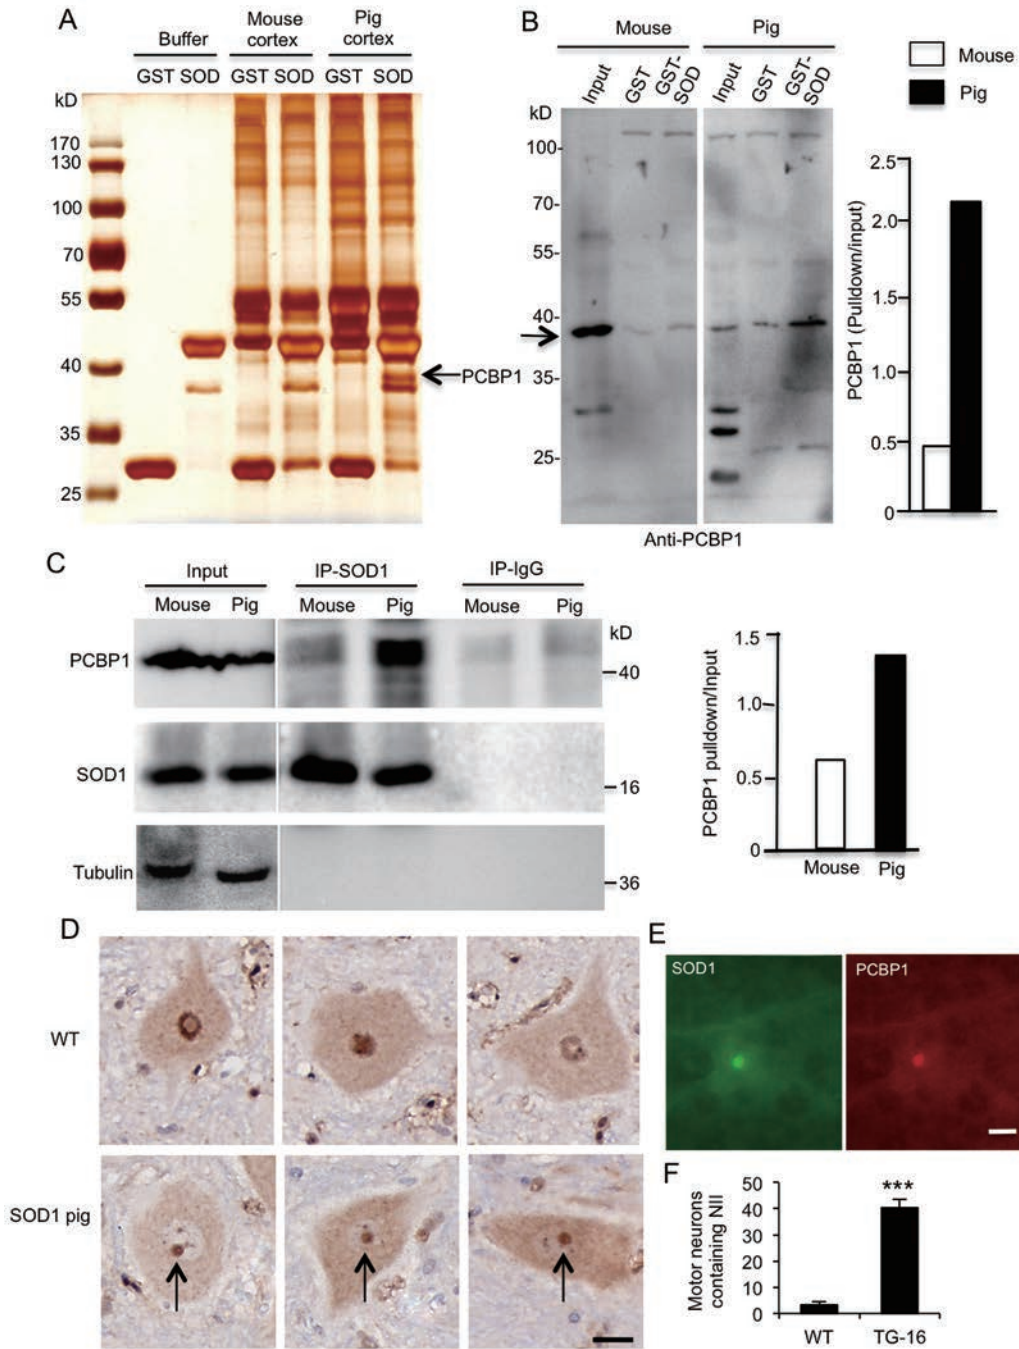 A
Buffer
Mouse
cortex
Pig
cortex
GST SOD GST SOD GST SOD
kD
170
130
100
70
55
40
35
25
PCBP1
B
Mouse
Pig
Input
GST
GST-
SOD
Input
GST
GST-
SOD
kD
100-
70-
55-
40-
35-
25-
Anti-PCBP1
Mouse
Pig
PCBP1 (Pulldown/input)
2.5
2.0
1.5
1.0
0.5
0
C
Input
IP-SOD1
IP-IgG
Mouse Pig Mouse Pig Mouse Pig
kD
PCBP1
40
SOD1
16
Tubulin
36
PCBP1 pulldown/Input
1.5
1.0
0.5
0
Mouse Pig
D
WT
SOD1 pig
E
SOD1
PCBP1
F
Motor neurons
containing NII
50
40
30
20
10
0
***
WT TG-16